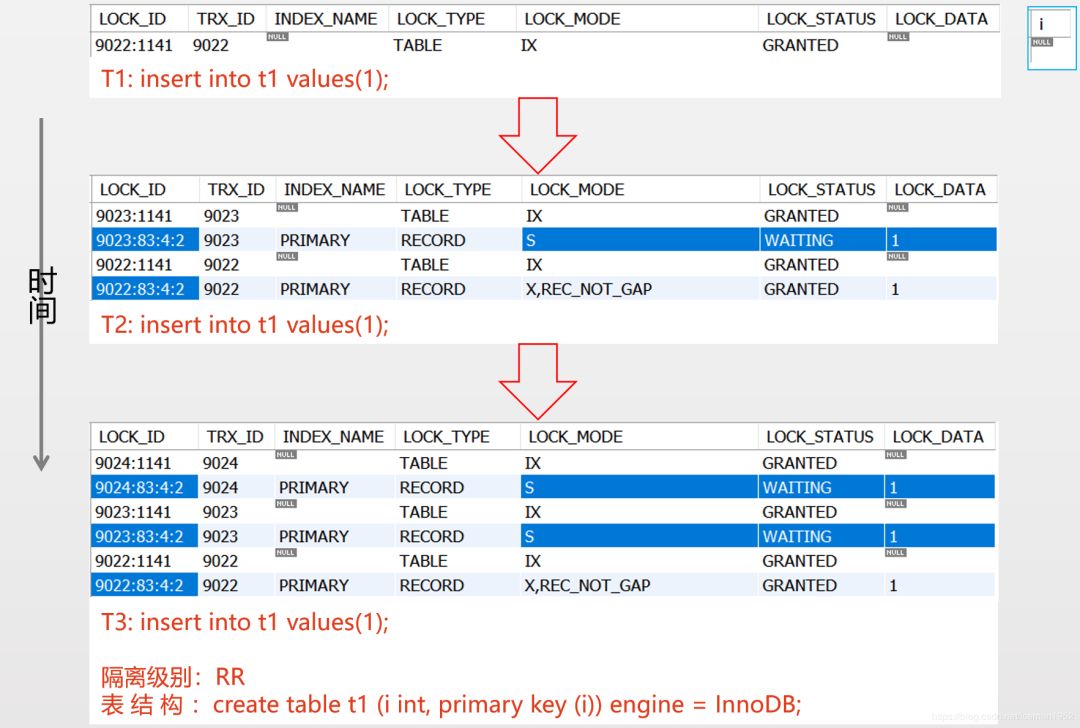 LOCK_ID TRX_ID INDEX_NAME LOCK_TYPE LOCK_MODE LOCK_STATUS LOCK_DATA
9022:1141 9022 NULL TABLE IX GRANTED NULL
T1: insert into t1 values(1);
i
NULL
时间
LOCK_ID TRX_ID INDEX_NAME LOCK_TYPE LOCK_MODE LOCK_STATUS LOCK_DATA
9023:1141 9023 NULL TABLE IX GRANTED NULL
9023:83:4:2 9023 PRIMARY RECORD S WAITING 1
9022:1141 9022 NULL TABLE IX GRANTED NULL
9022:83:4:2 9022 PRIMARY RECORD X,REC_NOT_GAP GRANTED 1
T2: insert into t1 values(1);
LOCK_ID TRX_ID INDEX_NAME LOCK_TYPE LOCK_MODE LOCK_STATUS LOCK_DATA
9024:1141 9024 NULL TABLE IX GRANTED NULL
9024:83:4:2 9024 PRIMARY RECORD S WAITING 1
9023:1141 9023 NULL TABLE IX GRANTED NULL
9023:83:4:2 9023 PRIMARY RECORD S WAITING 1
9022:1141 9022 NULL TABLE IX GRANTED NULL
9022:83:4:2 9022 PRIMARY RECORD X,REC_NOT_GAP GRANTED 1
T3: insert into t1 values(1);
隔离级别：RR
表 结 构 ：create table t1 (i int, primary key (i)) engine = InnoDB;